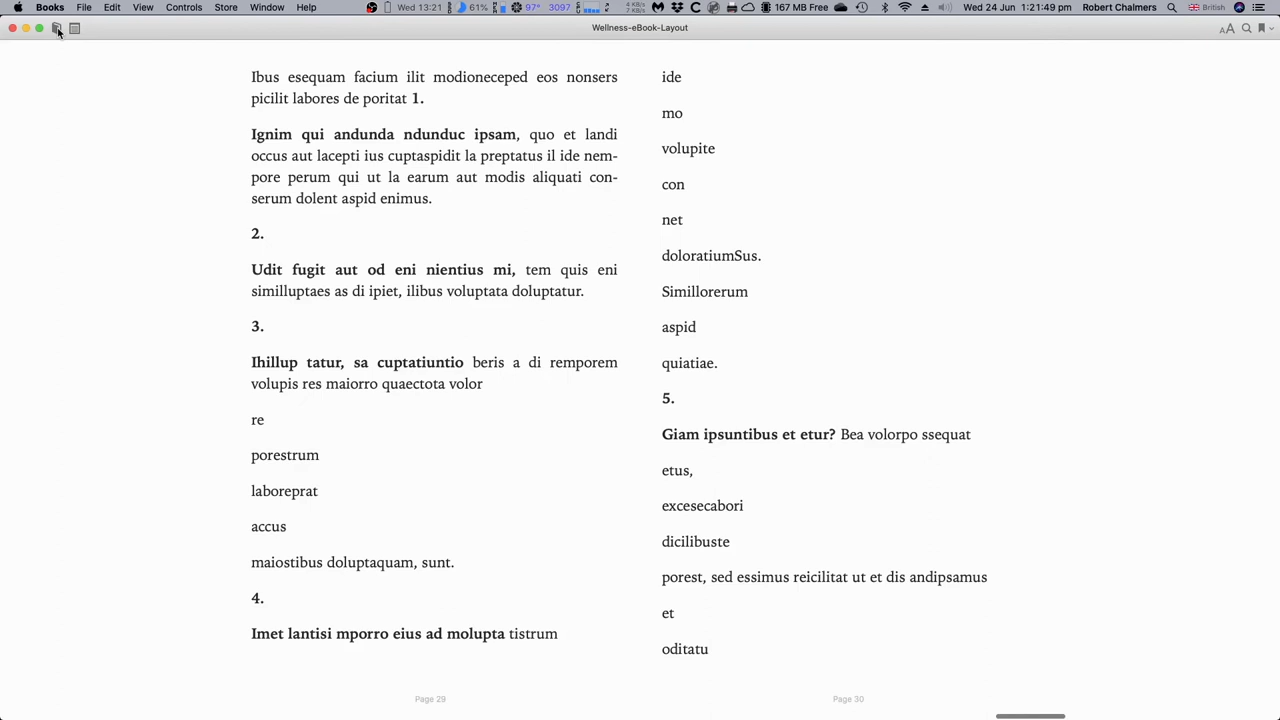 Books File Edit View Controls Store Window Help
Wed 13:21 61% 97° 3097 4 KB/s 7 KB/s 167 MB Free Wed 24 Jun 1:21:49 pm Robert Chalmers British
Wellness-eBook-Layout
AA
Ibus esequam facium ilit modioneceped eos nonsers
picilit labores de poritat 1.
Ignim qui andunda ndunduc ipsam, quo et landi
occus aut lacepti ius cuptaspidit la preptatus il ide nem-
pore perum qui ut la earum aut modis aliquati con-
serum dolent aspid enimus.
2.
Udit fugit aut od eni nientius mi, tem quis eni
similluptaes as di ipiet, ilibus voluptata doluptatur.
3.
Ihillup tatur, sa cuptatiuntio beris a di remporem
volupis res maiorro quaectota volor
re
porestrum
laboreprat
accus
maiostibus doluptaquam, sunt.
4.
Imet lantisi mporro eius ad molupta tistrum
Page 29
ide
mo
volupite
con
net
doloratiumSus.
Simillorerum
aspid
quiatiae.
5.
Giam ipsuntibus et etur? Bea volorpo ssequat
etus,
excesecabori
dicilibuste
porest, sed essimus reicilitat ut et dis andipsamus
et
oditatu
Page 30